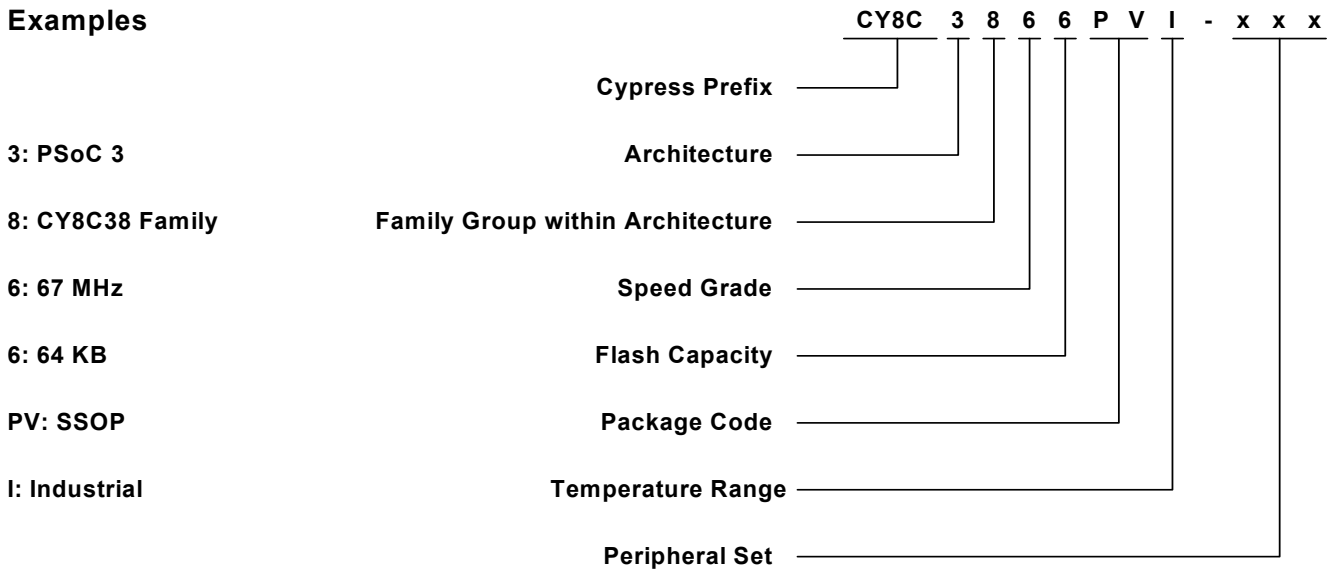 Examples CY8C 3 8 6 6 P V I - x x x
Cypress Prefix
3: PSoC 3 Architecture
8: CY8C38 Family Family Group within Architecture
6: 67 MHz Speed Grade
6: 64 KB Flash Capacity
PV: SSOP Package Code
I: Industrial Temperature Range
Peripheral Set